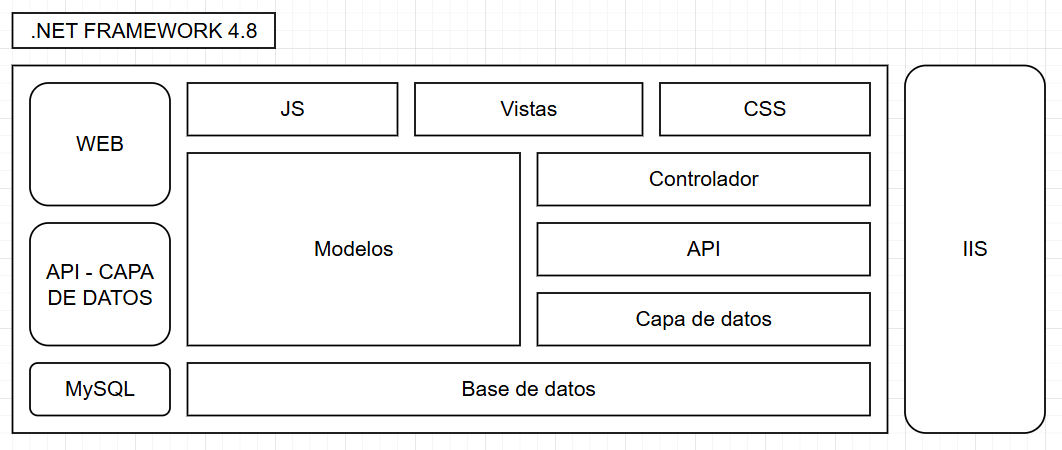 .NET FRAMEWORK 4.8
WEB
JS
Vistas
CSS
Modelos
Controlador
API - CAPA
DE DATOS
API
Capa de datos
MySQL
Base de datos
IIS